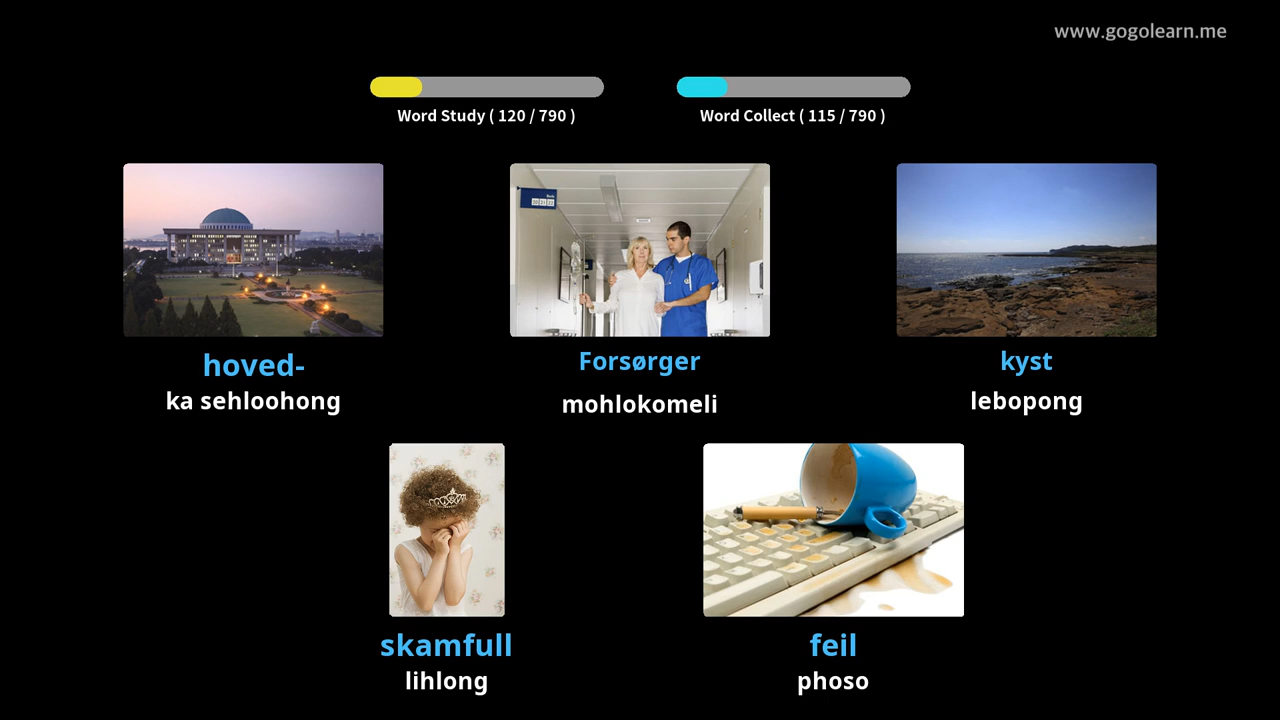 www.gogolearn.me
Word Study ( 120 / 790 )
Word Collect ( 115 / 790 )
hoved-
ka sehloohong
Forsørger
mohlokomeli
kyst
lebopong
skamfull
lihlong
feil
phoso